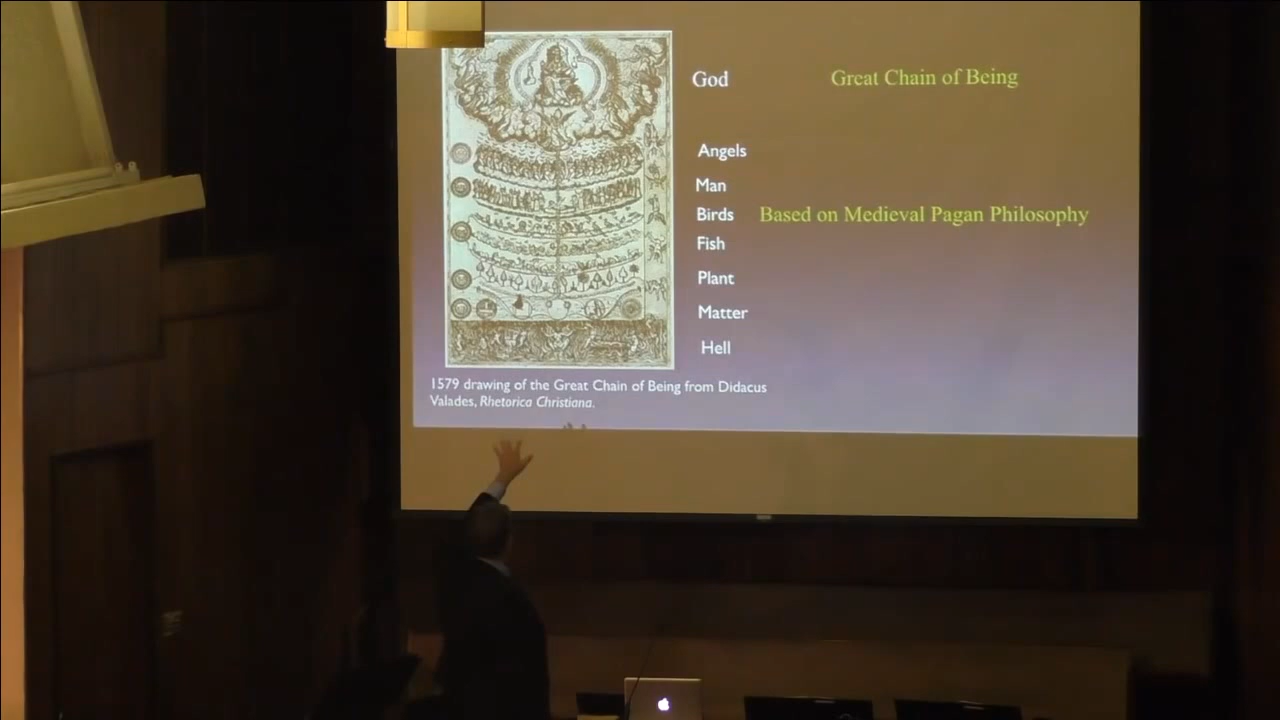 God
Great Chain of Being
Angels
Man
Birds
Based on Medieval Pagan Philosophy
Fish
Plant
Matter
Hell
1579 drawing of the Great Chain of Being from Didacus
Valades, Rhetorica Christiana.